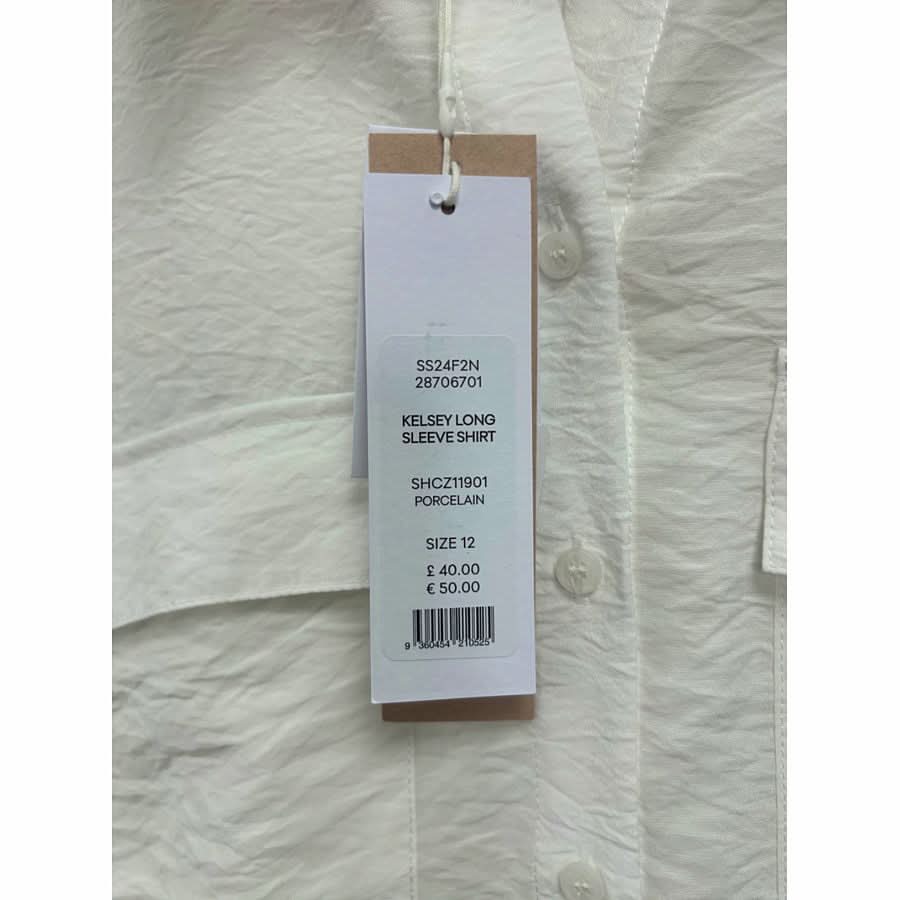 SS24F2N
28706701
KELSEY LONG
SLEEVE SHIRT
SHCZ11901
PORCELAIN
SIZE 12
£ 40.00
€ 50.00
9 360454 210525